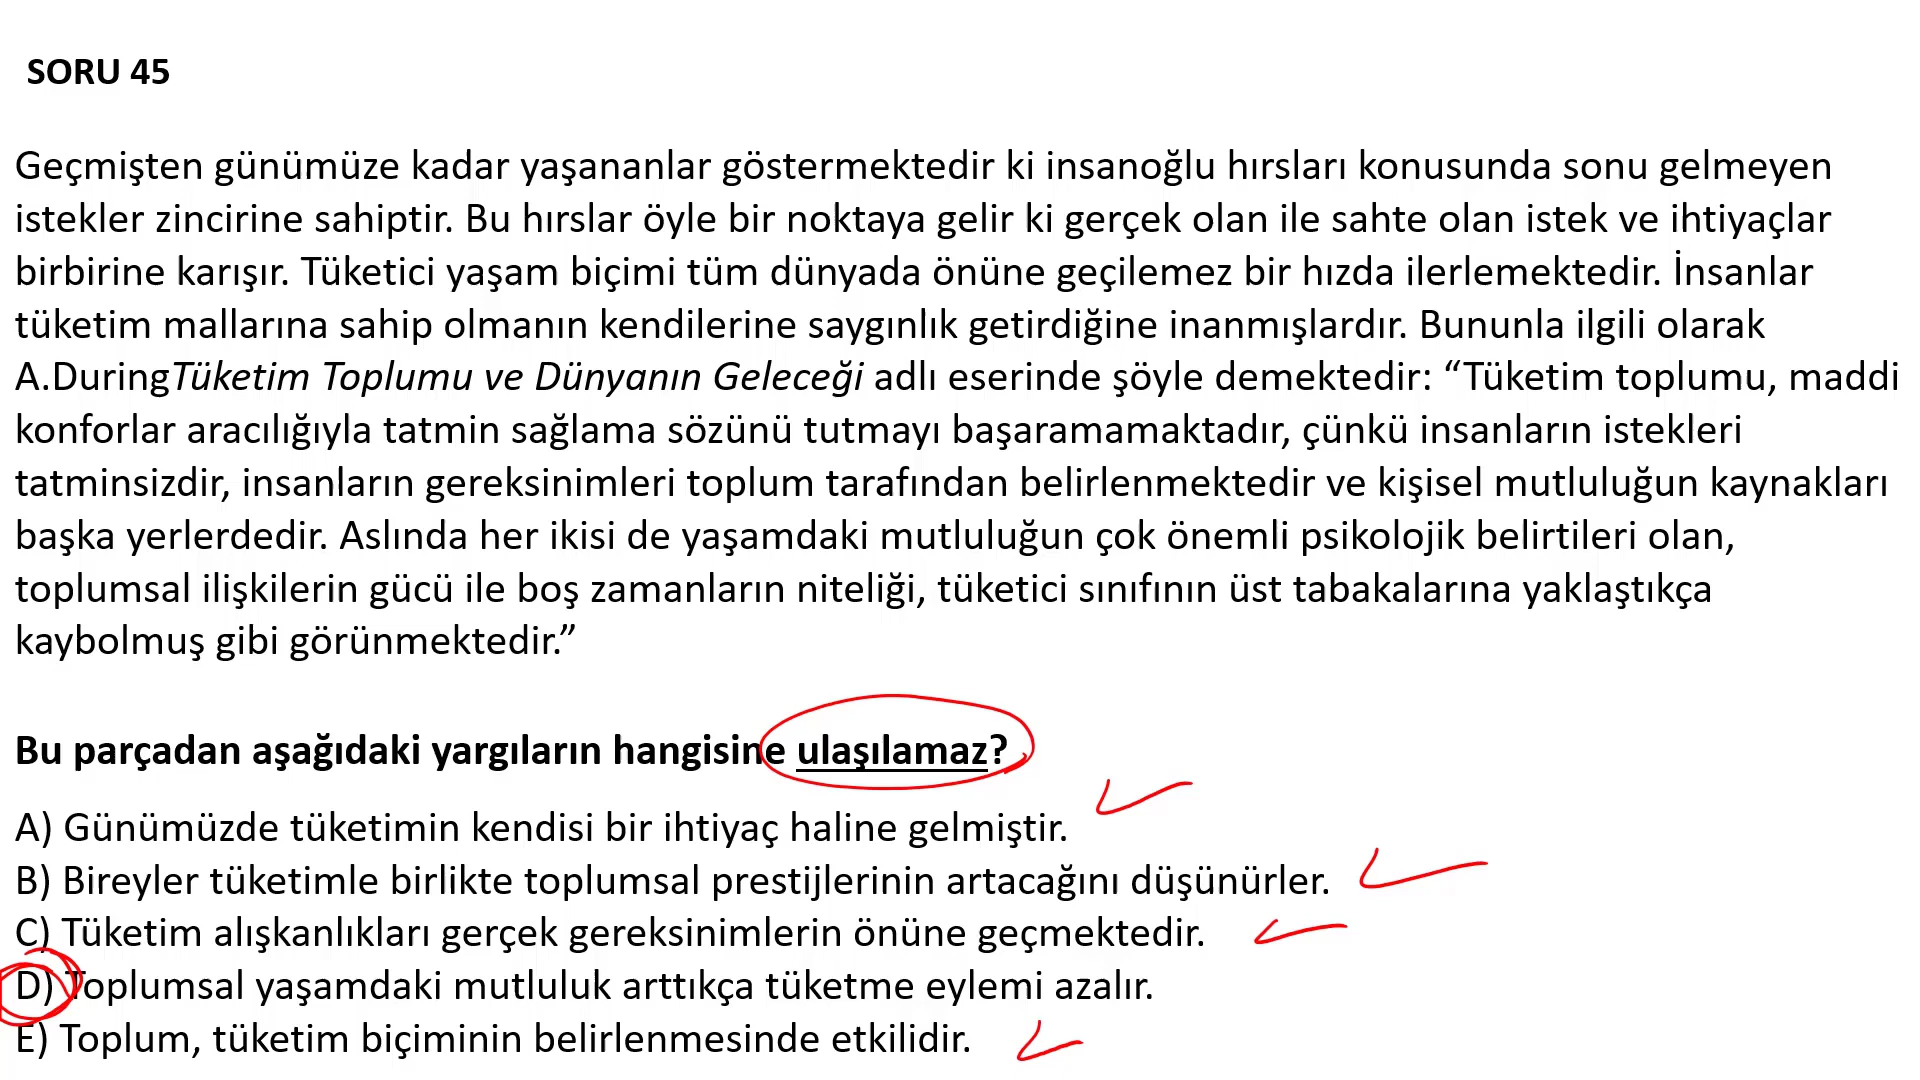 SORU 45
Geçmişten günümüze kadar yaşananlar göstermektedir ki insanoğlu hırsları konusunda sonu gelmeyen
istekler zincirine sahiptir. Bu hırslar öyle bir noktaya gelir ki gerçek olan ile sahte olan istek ve ihtiyaçlar
birbirine karışır. Tüketici yaşam biçimi tüm dünyada önüne geçilemez bir hızda ilerlemektedir. İnsanlar
tüketim mallarına sahip olmanın kendilerine saygınlık getirdiğine inanmışlardır. Bununla ilgili olarak
A.DuringTüketim Toplumu ve Dünyanın Geleceği adlı eserinde şöyle demektedir: “Tüketim toplumu, maddi
konforlar aracılığıyla tatmin sağlama sözünü tutmayı başaramamaktadır, çünkü insanların istekleri
tatminsizdir, insanların gereksinimleri toplum tarafından belirlenmektedir ve kişisel mutluluğun kaynakları
başka yerlerdedir. Aslında her ikisi de yaşamdaki mutluluğun çok önemli psikolojik belirtileri olan,
toplumsal ilişkilerin gücü ile boş zamanların niteliği, tüketici sınıfının üst tabakalarına yaklaştıkça
kaybolmuş gibi görünmektedir.”
Bu parçadan aşağıdaki yargıların hangisine ulaşılamaz?
A) Günümüzde tüketimin kendisi bir ihtiyaç haline gelmiştir.
B) Bireyler tüketimle birlikte toplumsal prestijlerinin artacağını düşünürler.
C) Tüketim alışkanlıkları gerçek gereksinimlerin önüne geçmektedir.
D) Toplumsal yaşamdaki mutluluk arttıkça tüketme eylemi azalır.
E) Toplum, tüketim biçiminin belirlenmesinde etkilidir.